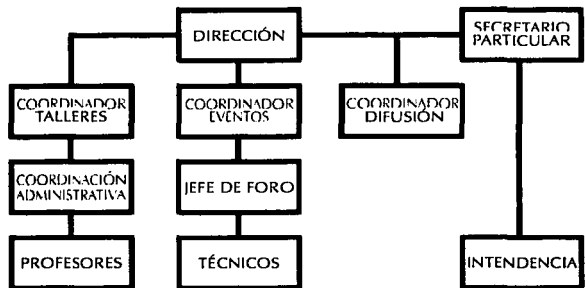 DIRECCIÓN
SECRETARIO
PARTICULAR
COORDINADOR
TALLERES
COORDINADOR
EVENTOS
COORDINADOR
DIFUSIÓN
COORDINACIÓN
ADMINISTRATIVA
JEFE DE FORO
PROFESORES
TÉCNICOS
INTENDENCIA